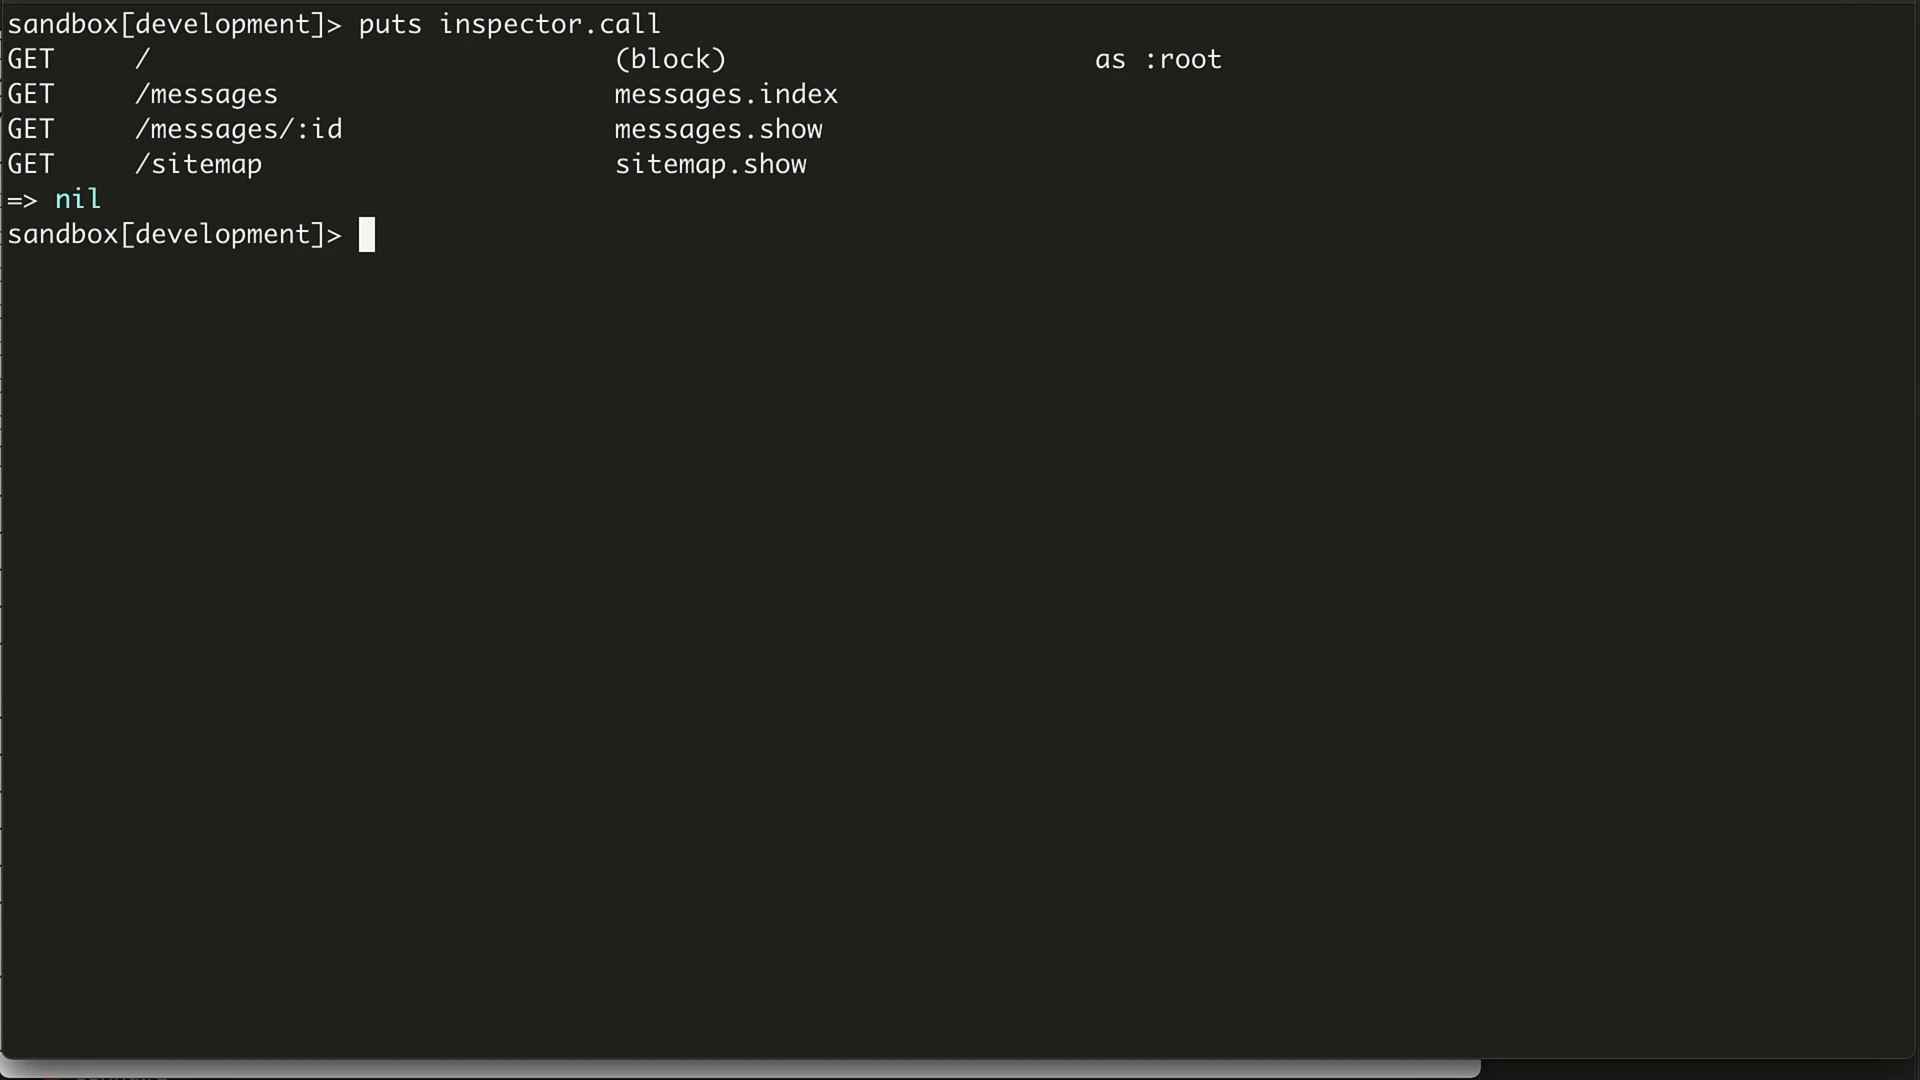 sandbox[development]> puts inspector.call
GET     /                             (block)                       as :root
GET     /messages                     messages.index
GET     /messages/:id                 messages.show
GET     /sitemap                      sitemap.show
=> nil
sandbox[development]>